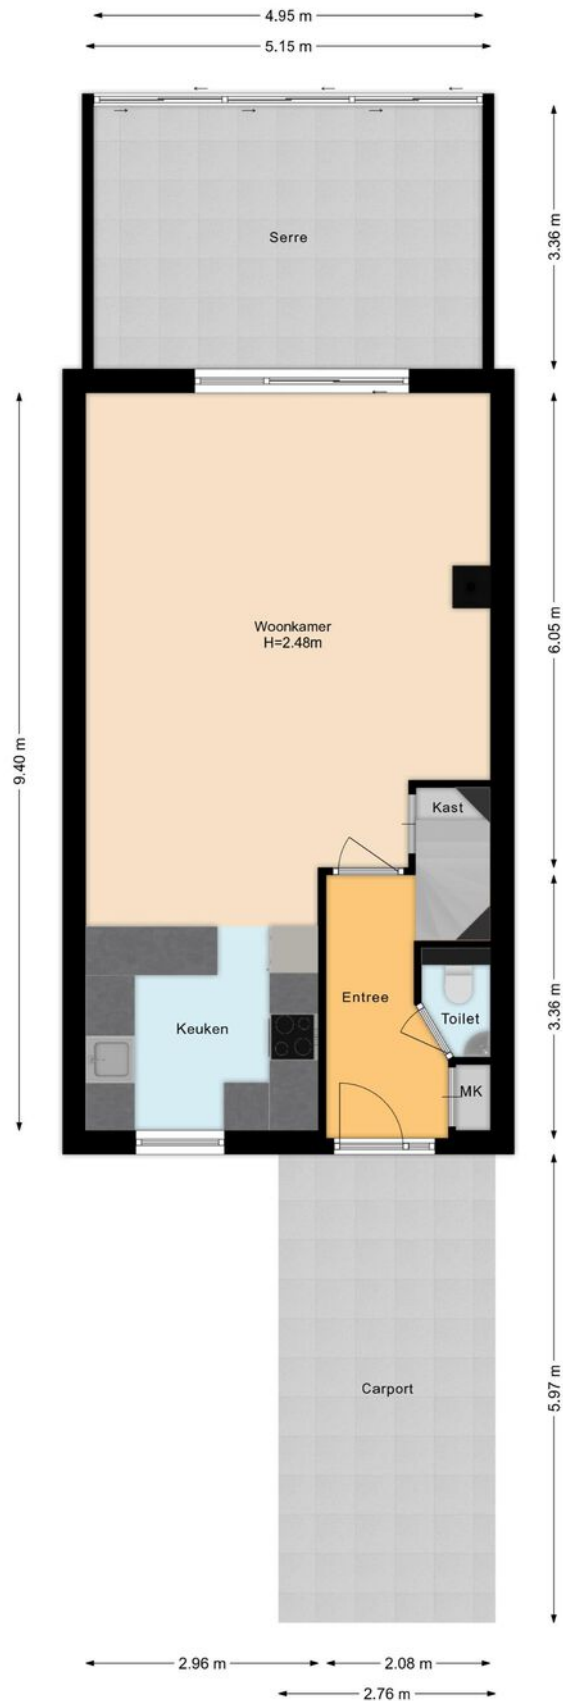 4.95 m
5.15 m
Serre
3.36 m
Woonkamer
H=2.48m
6.05 m
9.40 m
Kast
Entree
3.36 m
Toilet
Keuken
MK
Carport
5.97 m
2.96 m
2.08 m
2.76 m